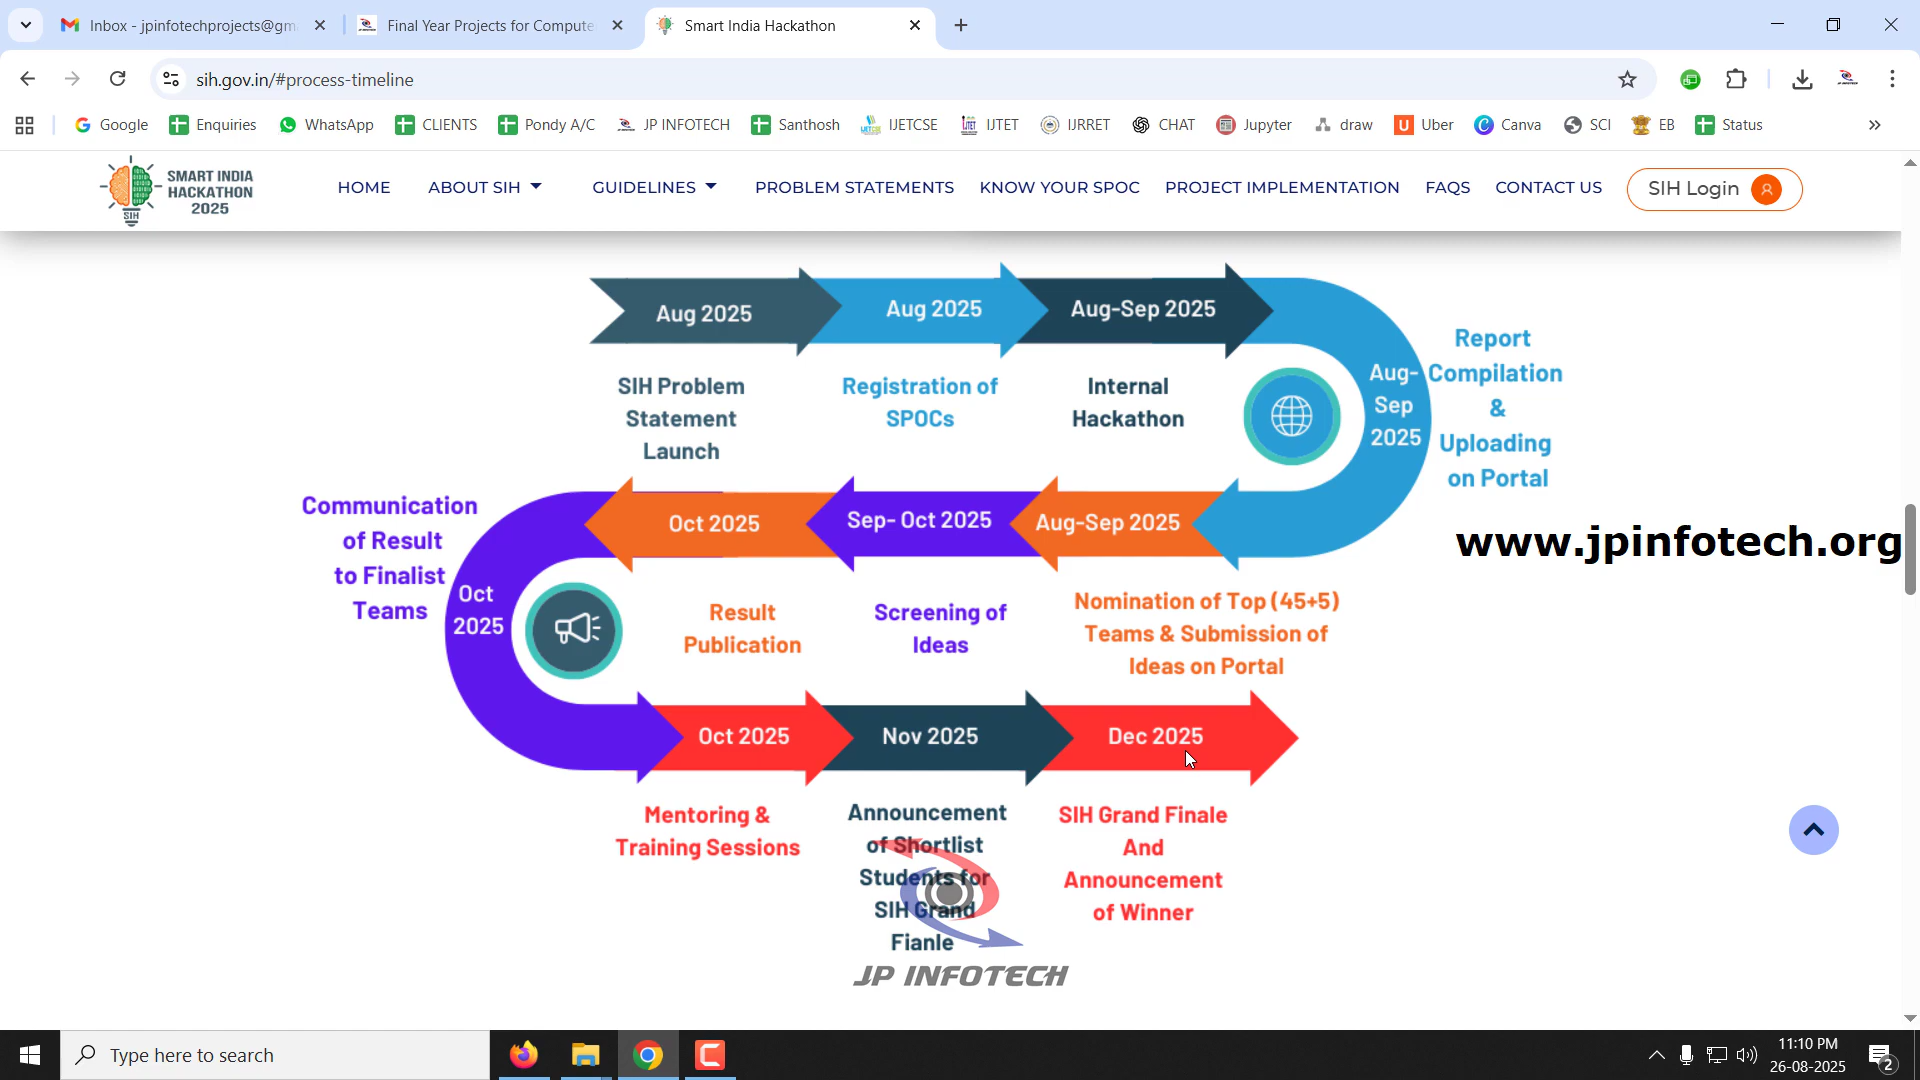 Inbox - jpinfotechprojects@gm
Final Year Projects for Compute
Smart India Hackathon
sih.gov.in/#process-timeline
Google
Enquiries
WhatsApp
CLIENTS
Pondy A/C
JP INFOTECH
Santhosh
IJETCSE
IJTET
IJRRET
CHAT
Jupyter
draw
Uber
Canva
SCI
EB
Status
SMART INDIA
HACKATHON
2025
SIH
HOME
ABOUT SIH
GUIDELINES
PROBLEM STATEMENTS
KNOW YOUR SPOC
PROJECT IMPLEMENTATION
FAQS
CONTACT US
SIH Login
Aug 2025
Aug 2025
Aug-Sep 2025
SIH Problem
Statement
Launch
Registration of
SPOCs
Internal
Hackathon
Aug-
Sep
2025
Report
Compilation
&
Uploading
on Portal
Communication
of Result
to Finalist
Teams
Oct 2025
Sep- Oct 2025
Aug-Sep 2025
www.jpinfotech.org
Oct
2025
Result
Publication
Screening of
Ideas
Nomination of Top (45+5)
Teams & Submission of
Ideas on Portal
Oct 2025
Nov 2025
Dec 2025
Mentoring &
Training Sessions
Announcement
of Shortlist
Students for
SIH Grand
Fianle
SIH Grand Finale
And
Announcement
of Winner
JP INFOTECH
Type here to search
11:10 PM
26-08-2025
2